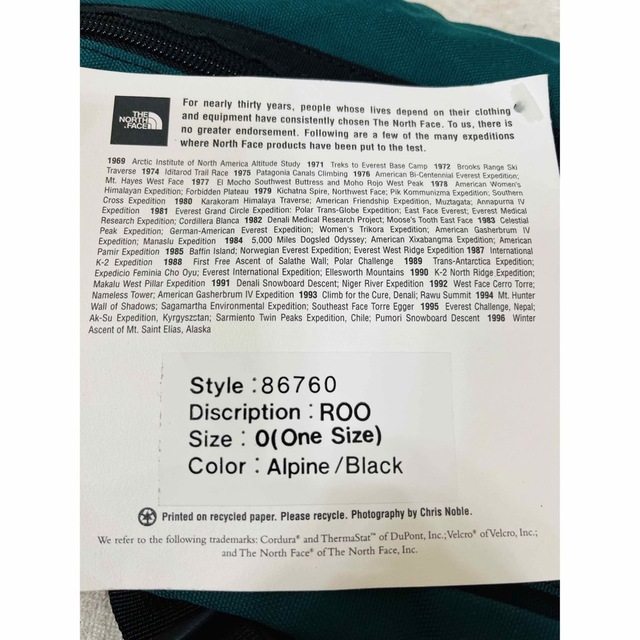 THE
NORTH
FACE
For nearly thirty years, people whose lives depend on their clothing
and equipment have consistently chosen The North Face. To us, there is
no greater endorsement. Following are a few of the many expeditions
where North Face products have been put to the test.
1969 Arctic Institute of North America Altitude Study 1971 Treks to Everest Base Camp 1972 Brooks Range Ski
Traverse 1974 Iditarod Trail Race 1975 Patagonia Canals Climbing 1976 American Bi-Centennial Everest Expedition;
Mt. Hayes West Face 1977 El Mocho Southwest Buttress and Moho Rojo West Peak 1978 American Women's
Himalayan Expedition; Forbidden Plateau 1979 Kichatna Spire, Northwest Face; Pik Kommunizma Expedition; Southern
Cross Expedition 1980 Karakoram Himalaya Traverse; American Friendship Expedition, Muztagata; Annapurna IV
Expedition 1981 Everest Grand Circle Expedition: Polar Trans-Globe Expedition; East Face Everest; Everest Medical
Research Expedition; Cordillera Blanca 1982 Denali Medical Research Project; Moose's Tooth East Face 1983 Celestial
Peak Expedition; German-American Everest Expedition; Women's Trikora Expedition; American Gasherbrum IV
Expedition; Manaslu Expedition 1984 5,000 Miles Dogsled Odyssey; American Xixabangma Expedition; American
Pamir Expedition 1985 Baffin Island; Norwegian Everest Expedition; Everest West Ridge Expedition 1987 International
K-2 Expedition 1988 First Free Ascent of Salathe Wall; Polar Challenge 1989 Trans-Antarctica Expedition;
Expedicio Feminia Cho Oyu; Everest International Expedition; Ellesworth Mountains 1990 K-2 North Ridge Expedition;
Makalu West Pillar Expedition 1991 Denali Snowboard Descent; Niger River Expedition 1992 West Face Cerro Torre;
Nameless Tower; American Gasherbrum IV Expedition 1993 Climb for the Cure, Denali; Rawu Summit 1994 Mt. Hunter
Wall of Shadows; Sagamartha Environmental Expedition; Southeast Face Torre Egger 1995 Everest Challenge, Nepal;
Ak-Su Expedition, Kyrgyszctan; Sarmiento Twin Peaks Expedition, Chile; Pumori Snowboard Descent 1996 Winter
Ascent of Mt. Saint Elias, Alaska
Style : 86760
Discription : ROO
Size : 0(One Size)
Color : Alpine/Black
Printed on recycled paper. Please recycle. Photography by Chris Noble.
We refer to the following trademarks: Cordura® and ThermaStat™ of DuPont, Inc.; Velcro® of Velcro, Inc.;
and The North Face® of The North Face, Inc.